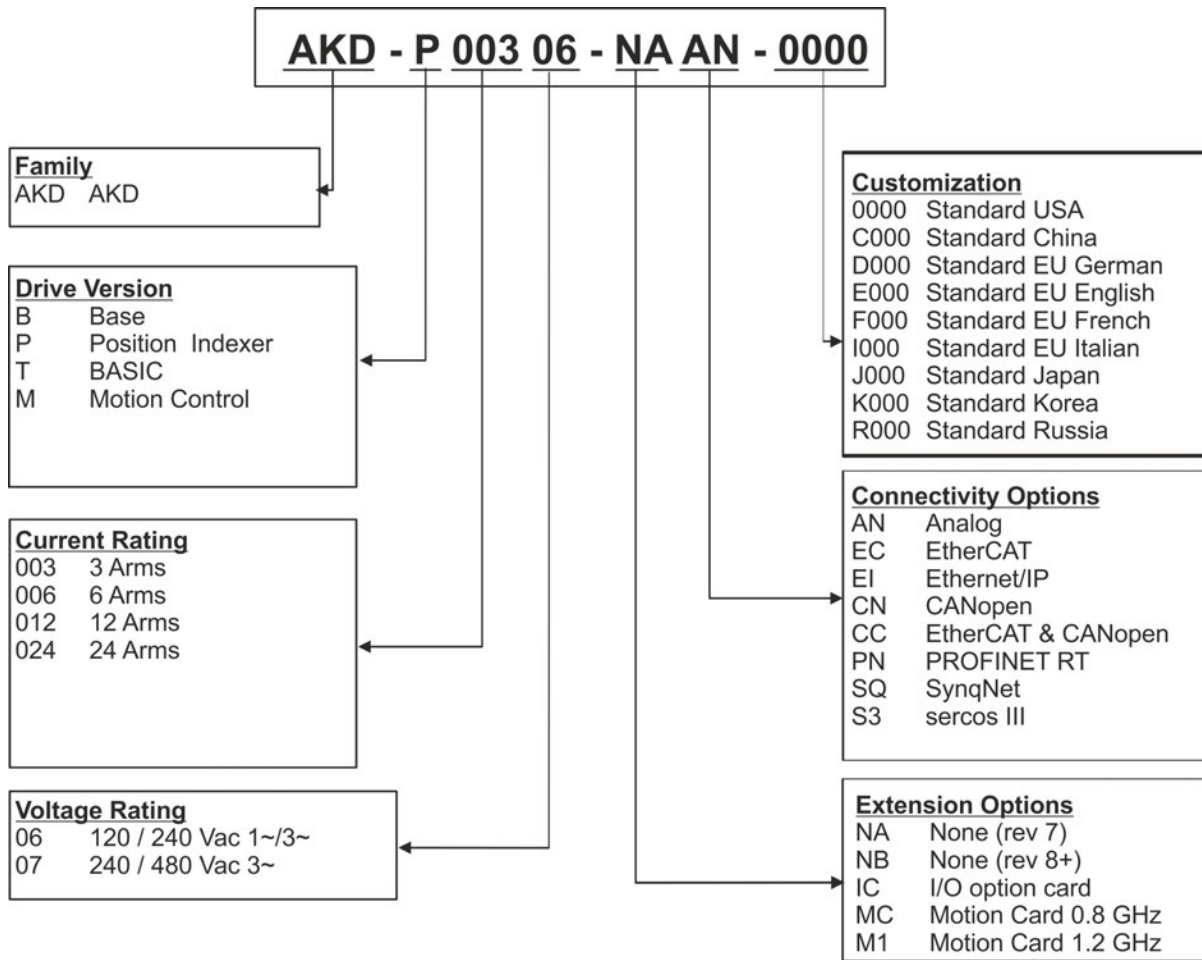 AKD - P 003 06 - NA AN - 0000
Family
AKD AKD
Drive Version
B Base
P Position Indexer
T BASIC
M Motion Control
Current Rating
003 3 Arms
006 6 Arms
012 12 Arms
024 24 Arms
Voltage Rating
06 120 / 240 Vac 1~/3~
07 240 / 480 Vac 3~
Customization
0000 Standard USA
C000 Standard China
D000 Standard EU German
E000 Standard EU English
F000 Standard EU French
I000 Standard EU Italian
J000 Standard Japan
K000 Standard Korea
R000 Standard Russia
Connectivity Options
AN Analog
EC EtherCAT
EI Ethernet/IP
CN CANopen
CC EtherCAT & CANopen
PN PROFINET RT
SQ SynqNet
S3 sercos III
Extension Options
NA None (rev 7)
NB None (rev 8+)
IC I/O option card
MC Motion Card 0.8 GHz
M1 Motion Card 1.2 GHz